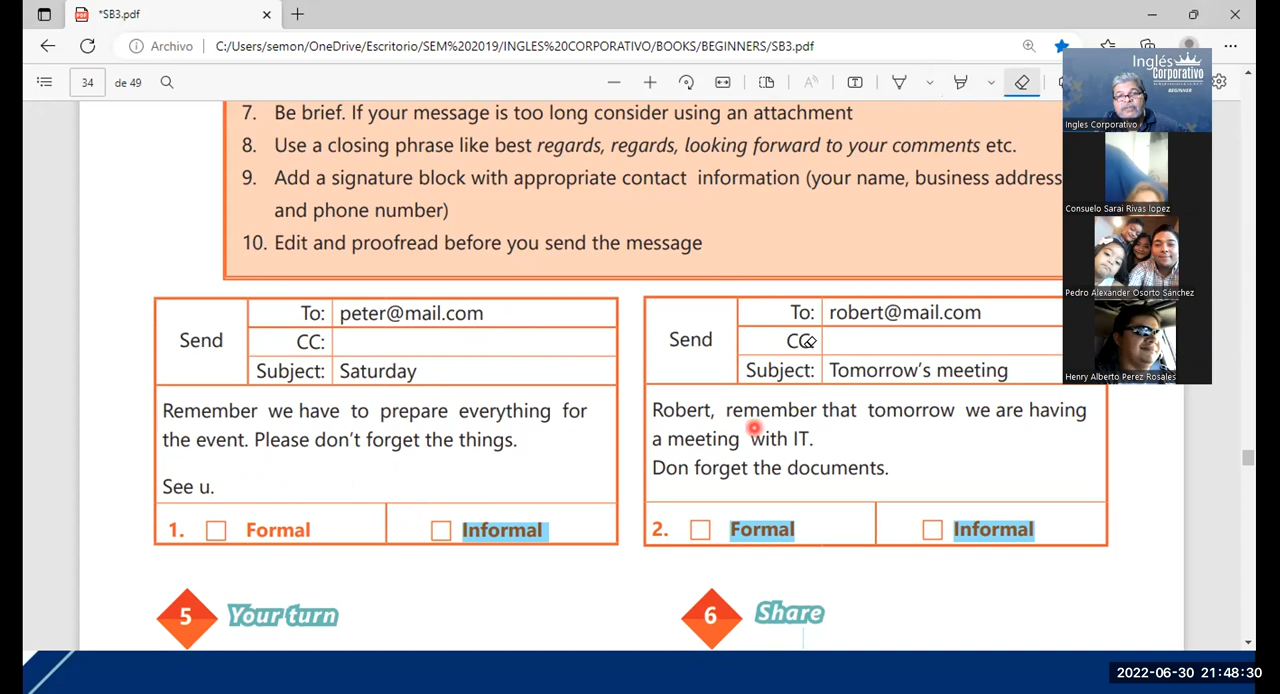 *SB3.pdf
Archivo
C:/Users/semon/OneDrive/Escritorio/SEM%202019/INGLES%20CORPORATIVO/BOOKS/BEGINNERS/SB3.pdf
34
de 49
7. Be brief. If your message is too long consider using an attachment
8. Use a closing phrase like best regards, regards, looking forward to your comments etc.
9. Add a signature block with appropriate contact information (your name, business address
and phone number)
10. Edit and proofread before you send the message
Send
To: peter@mail.com
CC:
Subject: Saturday
Remember we have to prepare everything for
the event. Please don't forget the things.
See u.
1. Formal
Informal
Send
To: robert@mail.com
CC:
Subject: Tomorrow's meeting
Robert, remember that tomorrow we are having
a meeting with IT.
Don forget the documents.
2. Formal
Informal
5 Your turn
6 Share
Inglés
Corporativo
BEGINNER
Ingles Corporativo
Consuelo Sarai Rivas lopez
Pedro Alexander Osorto Sánchez
Henry Alberto Perez Rosales
2022-06-30 21:48:30